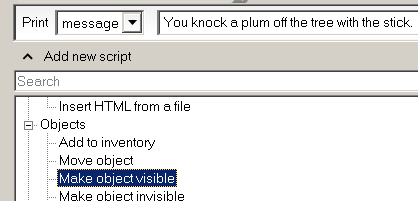 Print message You knock a plum off the tree with the stick.
Add new script
Search
Insert HTML from a file
Objects
Add to inventory
Move object
Make object visible
Make object invisible